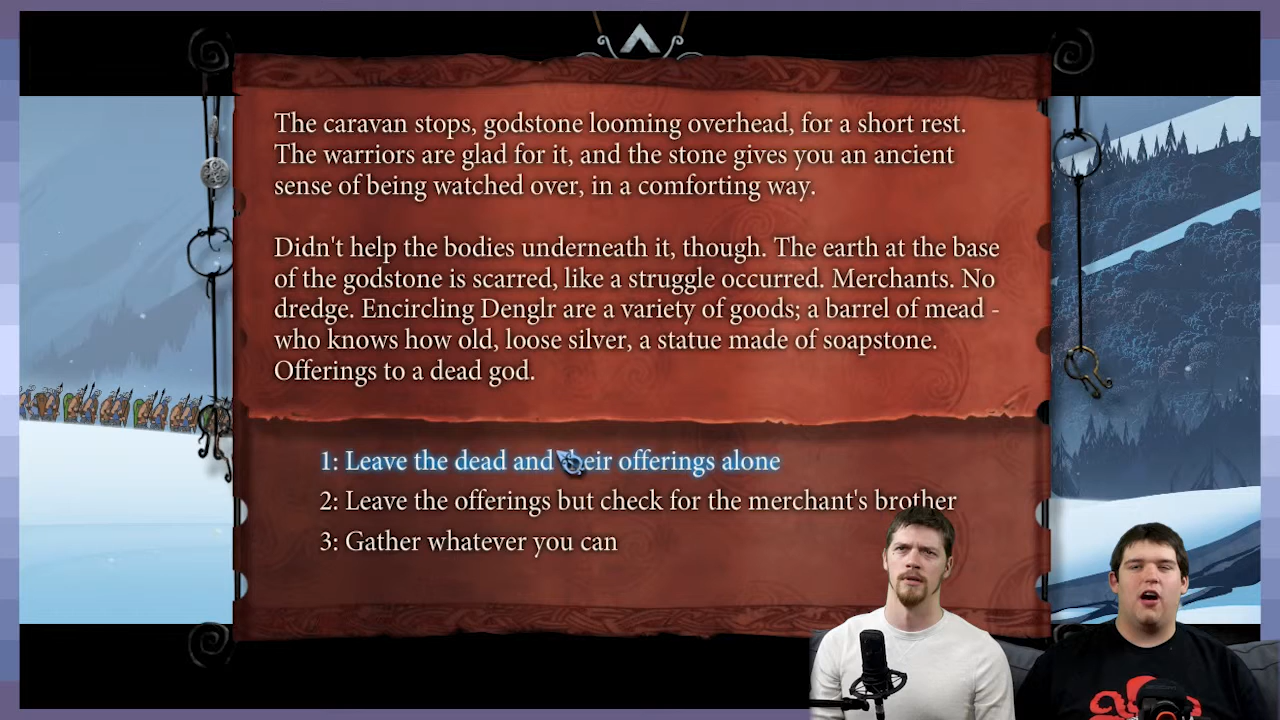 The caravan stops, godstone looming overhead, for a short rest.
The warriors are glad for it, and the stone gives you an ancient
sense of being watched over, in a comforting way.
Didn't help the bodies underneath it, though. The earth at the base
of the godstone is scarred, like a struggle occurred. Merchants. No
dredge. Encircling Denglr are a variety of goods; a barrel of mead -
who knows how old, loose silver, a statue made of soapstone.
Offerings to a dead god.
1: Leave the dead and their offerings alone
2: Leave the offerings but check for the merchant's brother
3: Gather whatever you can